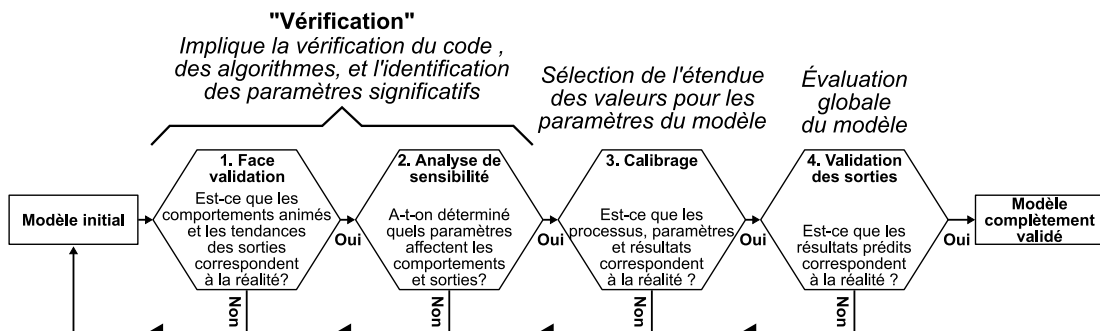 "Vérification"
Implique la vérification du code ,
des algorithmes, et l'identification
des paramètres significatifs
Sélection de l'étendue
des valeurs pour les
paramètres du modèle
Évaluation
globale
du modèle
Modèle initial
1. Face
validation
Est-ce que les
comportements animés
et les tendances
des sorties
correspondent
à la réalité?
Oui
Non
2. Analyse de
sensibilité
A-t-on déterminé
quels paramètres
affectent les
comportements
et sorties?
Oui
Non
3. Calibrage
Est-ce que les
processus, paramètres
et résultats
correspondent
à la réalité ?
Oui
Non
4. Validation
des sorties
Est-ce que les
résultats prédits
correspondent
à la réalité ?
Oui
Non
Modèle
complètement
validé